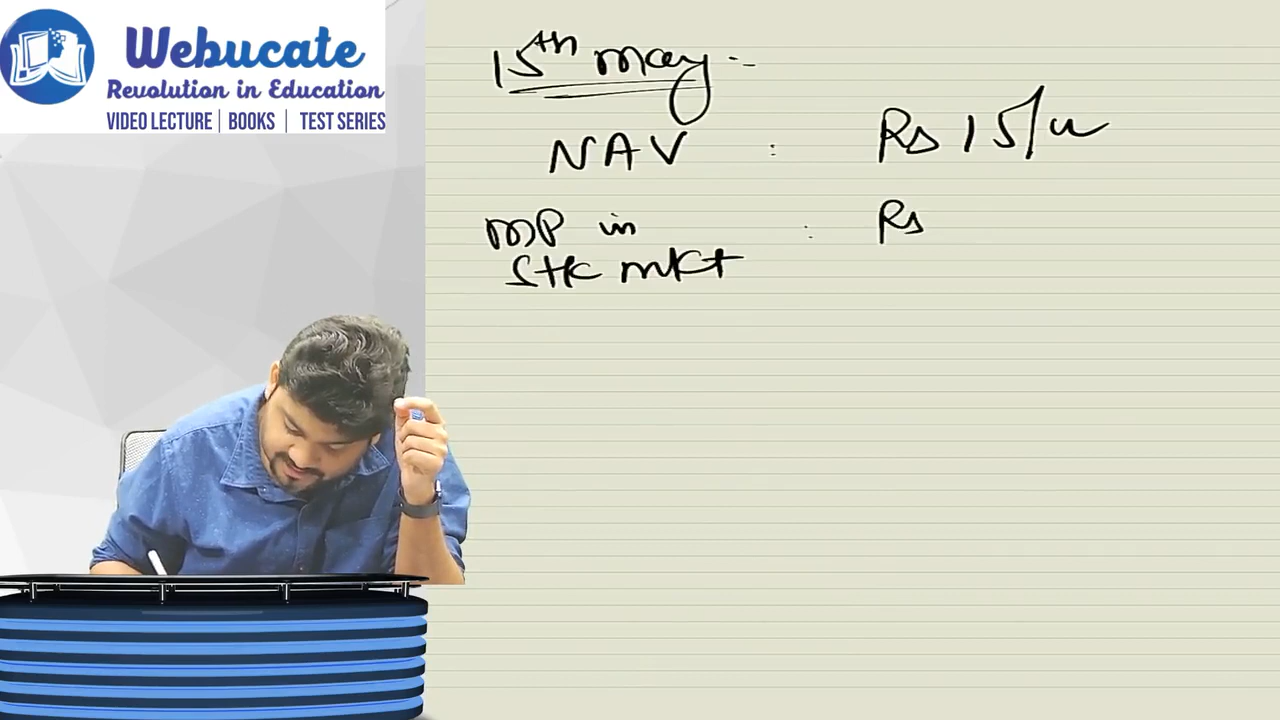 Webucate
Revolution in Education
VIDEO LECTURE | BOOKS | TEST SERIES
15th may :-
NAV : Rs 15/u
MP in : Rs
Stk mkt